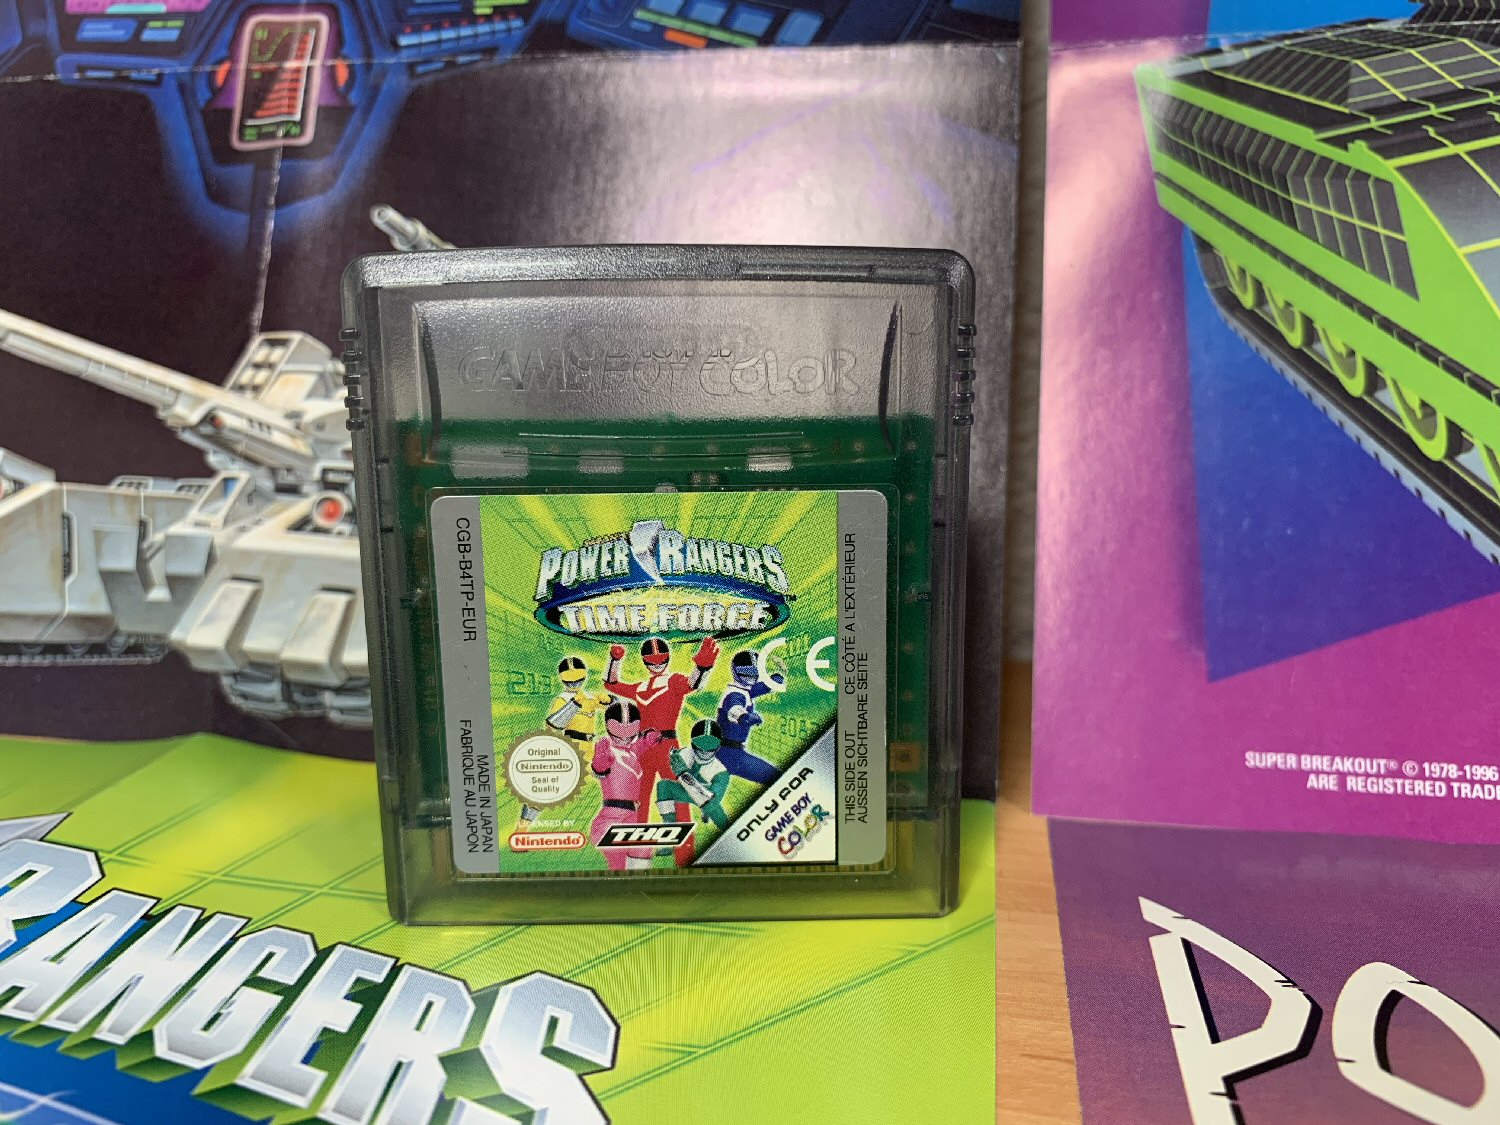 GAME BOY COLOR
CGB-B4TP-EUR
MADE IN JAPAN
FABRIQUE AU JAPON
POWER RANGERS
TIME FORCE
Original
Nintendo
Seal of
Quality
LICENSED BY
Nintendo
THQ
ONLY FOR
GAME BOY
COLOR
CE
THIS SIDE OUT CE CÔTÉ A L'EXTÉRIEUR
AUSSEN SICHTBARE SEITE
RANGERS
SUPER BREAKOUT® © 1978-1996
ARE REGISTERED TRADE
PO